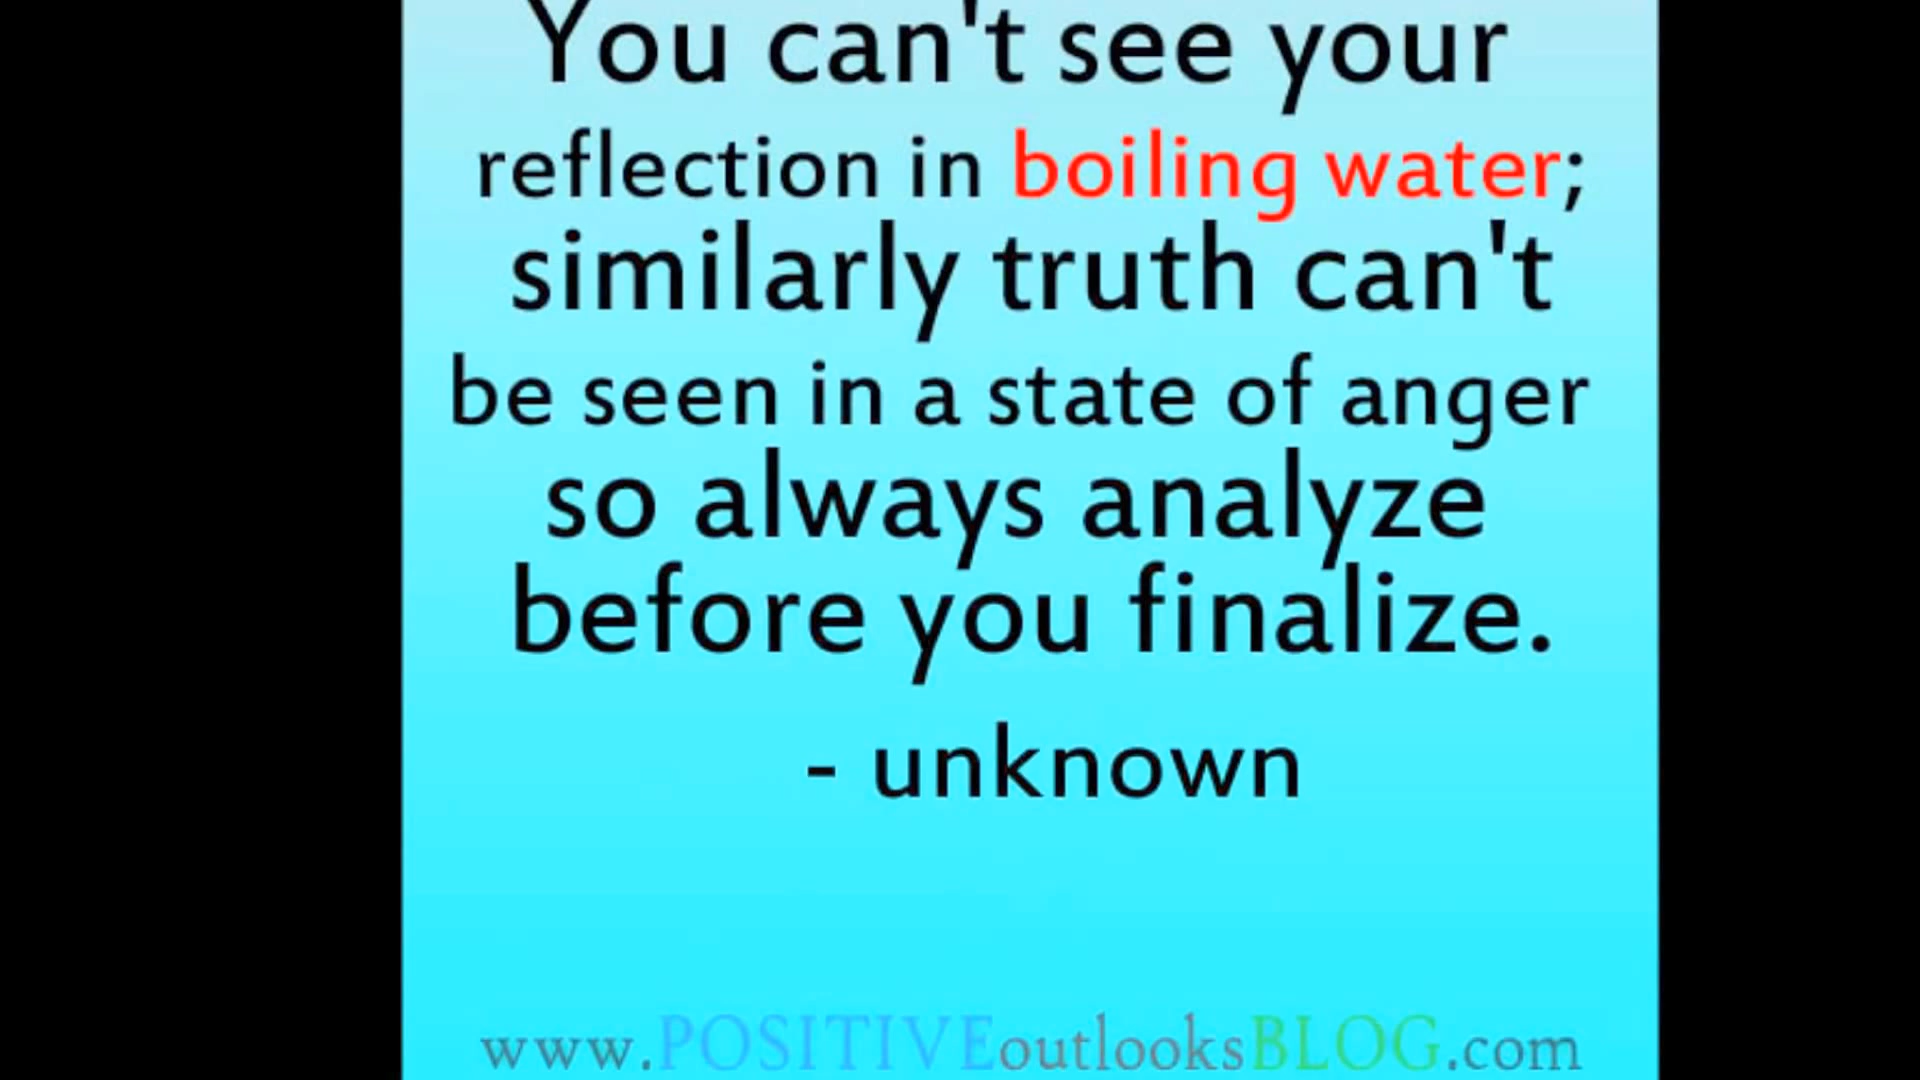 You can't see your
reflection in boiling water;
similarly truth can't
be seen in a state of anger
so always analyze
before you finalize.
- unknown
www.POSITIVEoutlooksBLOG.com